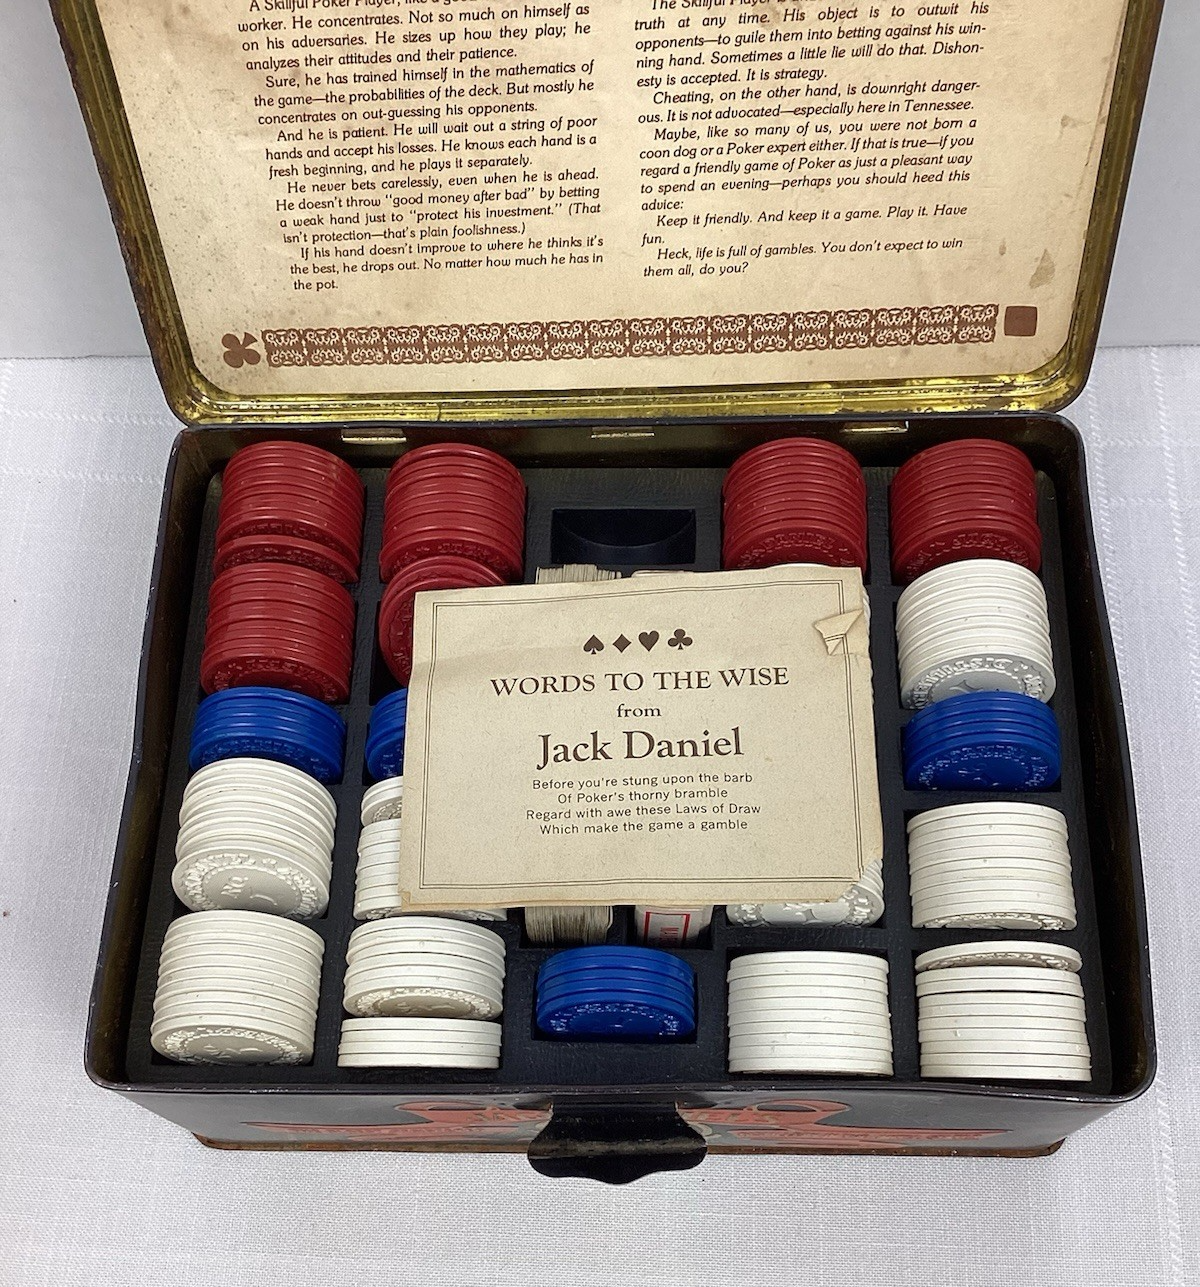 A Skillful Poker Player, like a good
worker. He concentrates. Not so much on himself as
on his adversaries. He sizes up how they play; he
analyzes their attitudes and their patience.
Sure, he has trained himself in the mathematics of
the game—the probabilities of the deck. But mostly he
concentrates on out-guessing his opponents.
And he is patient. He will wait out a string of poor
hands and accept his losses. He knows each hand is a
fresh beginning, and he plays it separately.
He never bets carelessly, even when he is ahead.
He doesn't throw "good money after bad" by betting
a weak hand just to "protect his investment." (That
isn't protection—that's plain foolishness.)
If his hand doesn't improve to where he thinks it's
the best, he drops out. No matter how much he has in
the pot.
The Skillful Player
truth at any time. His object is to outwit his
opponents—to guile them into betting against his win-
ning hand. Sometimes a little lie will do that. Dishon-
esty is accepted. It is strategy.
Cheating, on the other hand, is downright danger-
ous. It is not advocated—especially here in Tennessee.
Maybe, like so many of us, you were not born a
coon dog or a Poker expert either. If that is true—if you
regard a friendly game of Poker as just a pleasant way
to spend an evening—perhaps you should heed this
advice:
Keep it friendly. And keep it a game. Play it. Have
fun.
Heck, life is full of gambles. You don't expect to win
them all, do you?
WORDS TO THE WISE
from
Jack Daniel
Before you're stung upon the barb
Of Poker's thorny bramble
Regard with awe these Laws of Draw
Which make the game a gamble